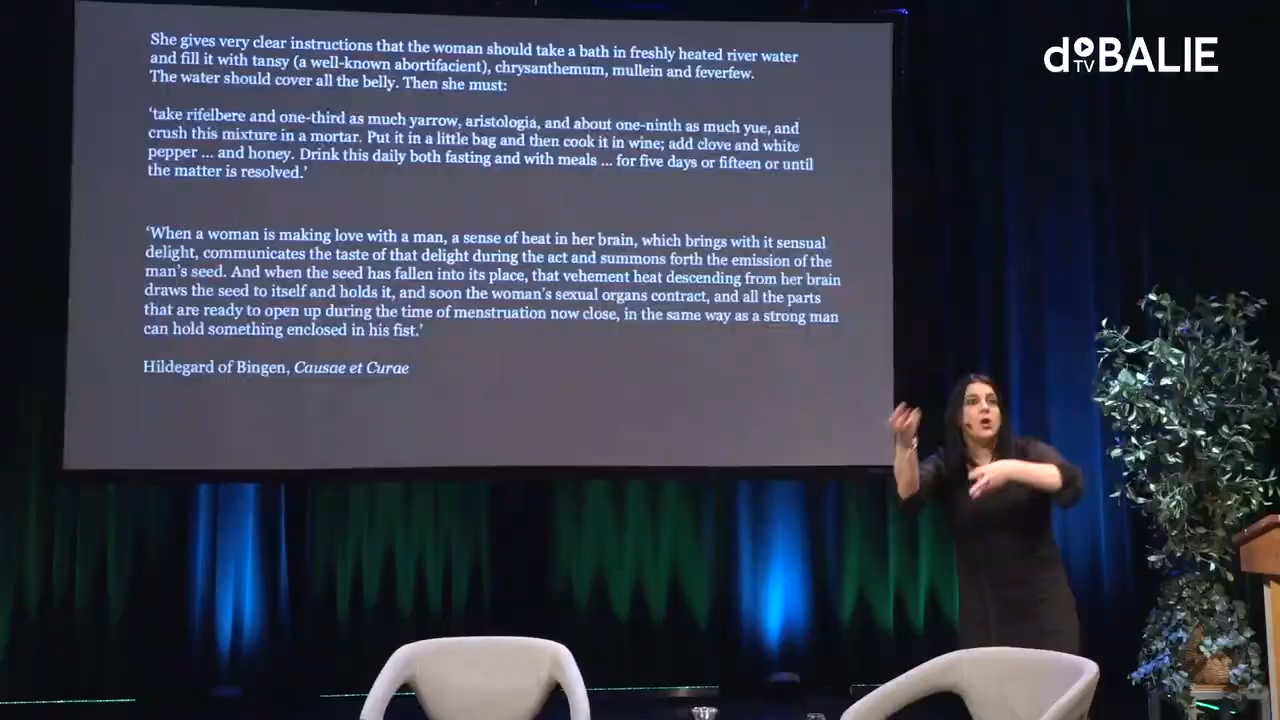 She gives very clear instructions that the woman should take a bath in freshly heated river water
and fill it with tansy (a well-known abortifacient), chrysanthemum, mullein and feverfew.
The water should cover all the belly. Then she must:
‘take rifelbere and one-third as much yarrow, aristologia, and about one-ninth as much yue, and
crush this mixture in a mortar. Put it in a little bag and then cook it in wine; add clove and white
pepper ... and honey. Drink this daily both fasting and with meals ... for five days or fifteen or until
the matter is resolved.’
‘When a woman is making love with a man, a sense of heat in her brain, which brings with it sensual
delight, communicates the taste of that delight during the act and summons forth the emission of the
man’s seed. And when the seed has fallen into its place, that vehement heat descending from her brain
draws the seed to itself and holds it, and soon the woman’s sexual organs contract, and all the parts
that are ready to open up during the time of menstruation now close, in the same way as a strong man
can hold something enclosed in his fist.’
Hildegard of Bingen, Causae et Curae
de BALIE
TV